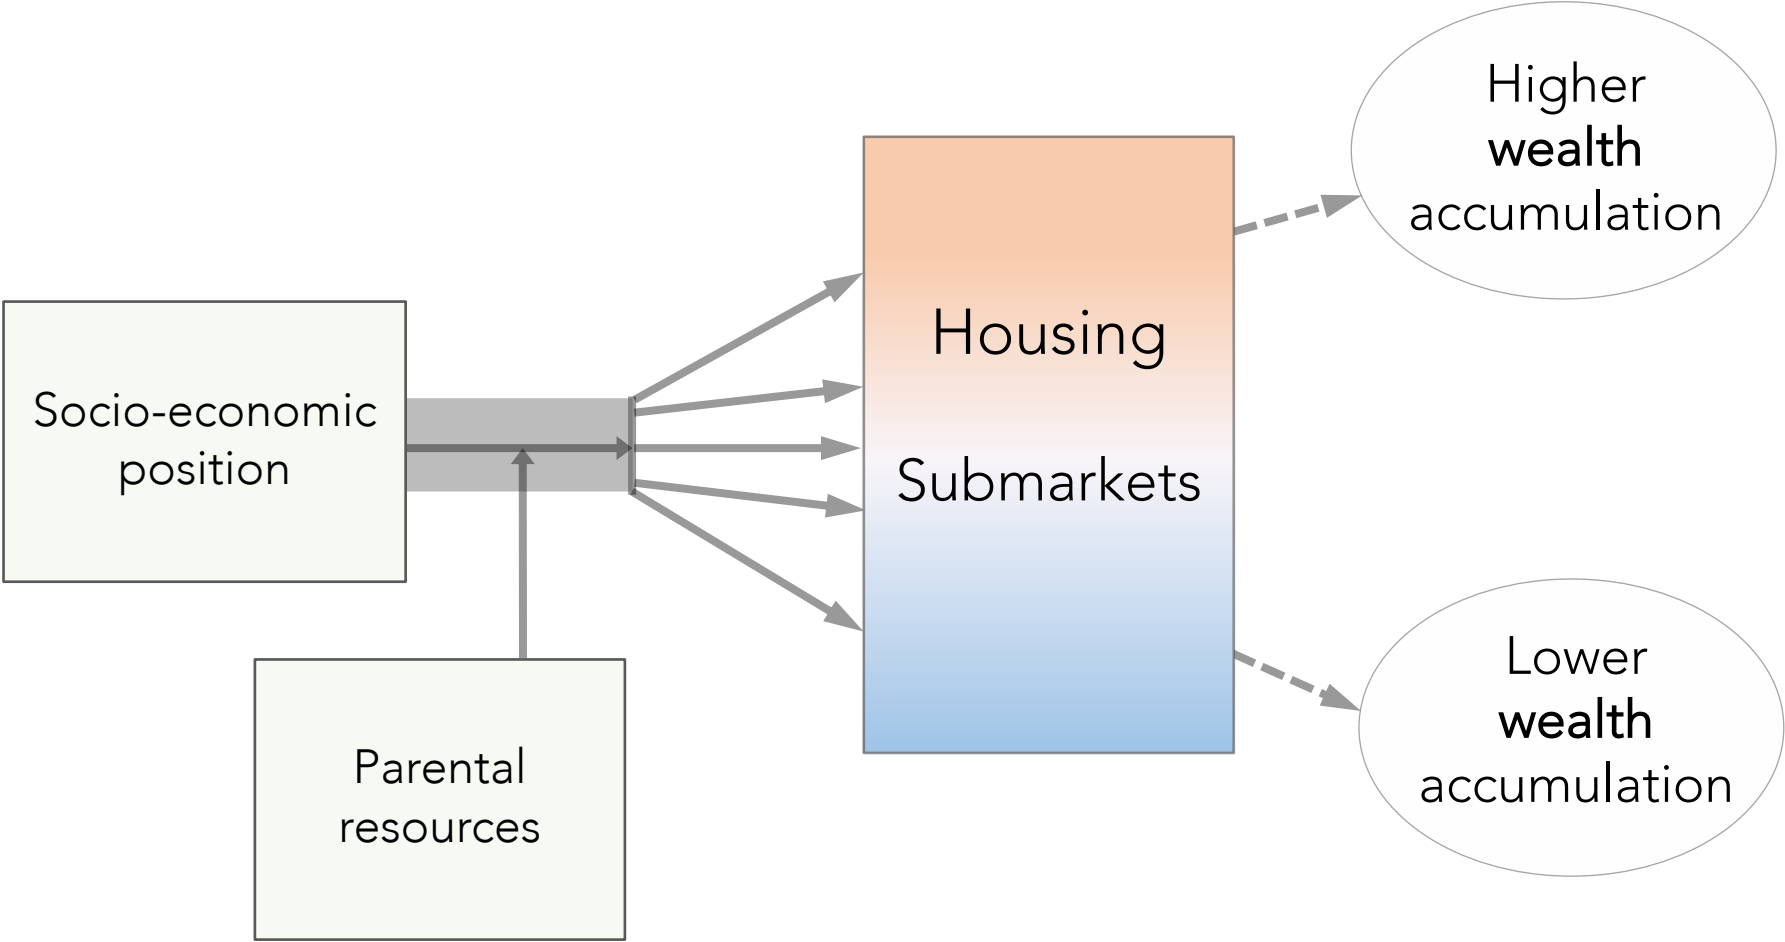 Socio-economic
position
Parental
resources
Housing
Submarkets
Higher
wealth
accumulation
Lower
wealth
accumulation